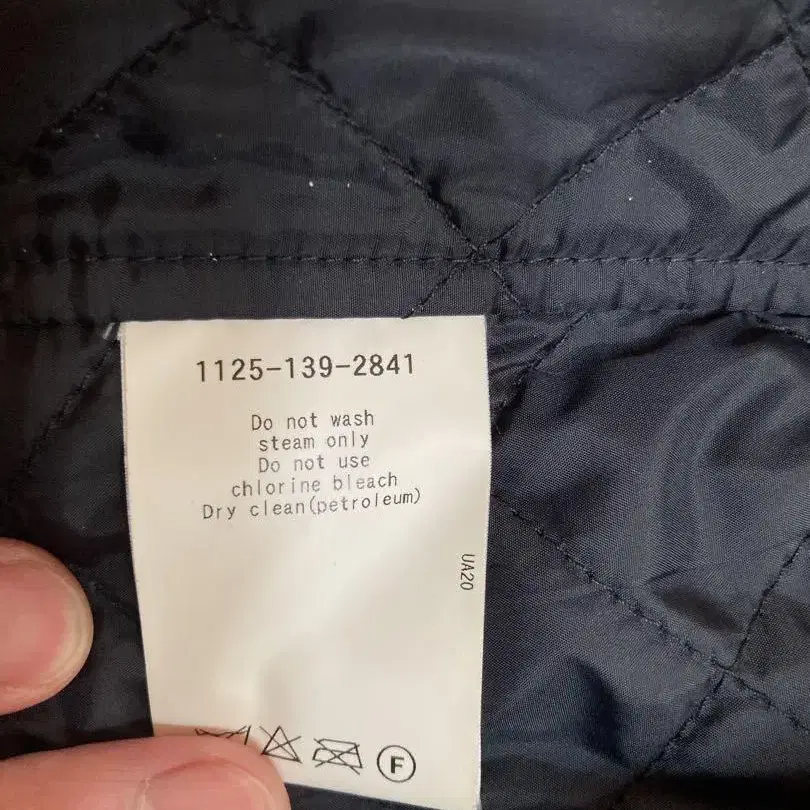 1125-139-2841
Do not wash
steam only
Do not use
chlorine bleach
Dry clean(petroleum)
UA20
F